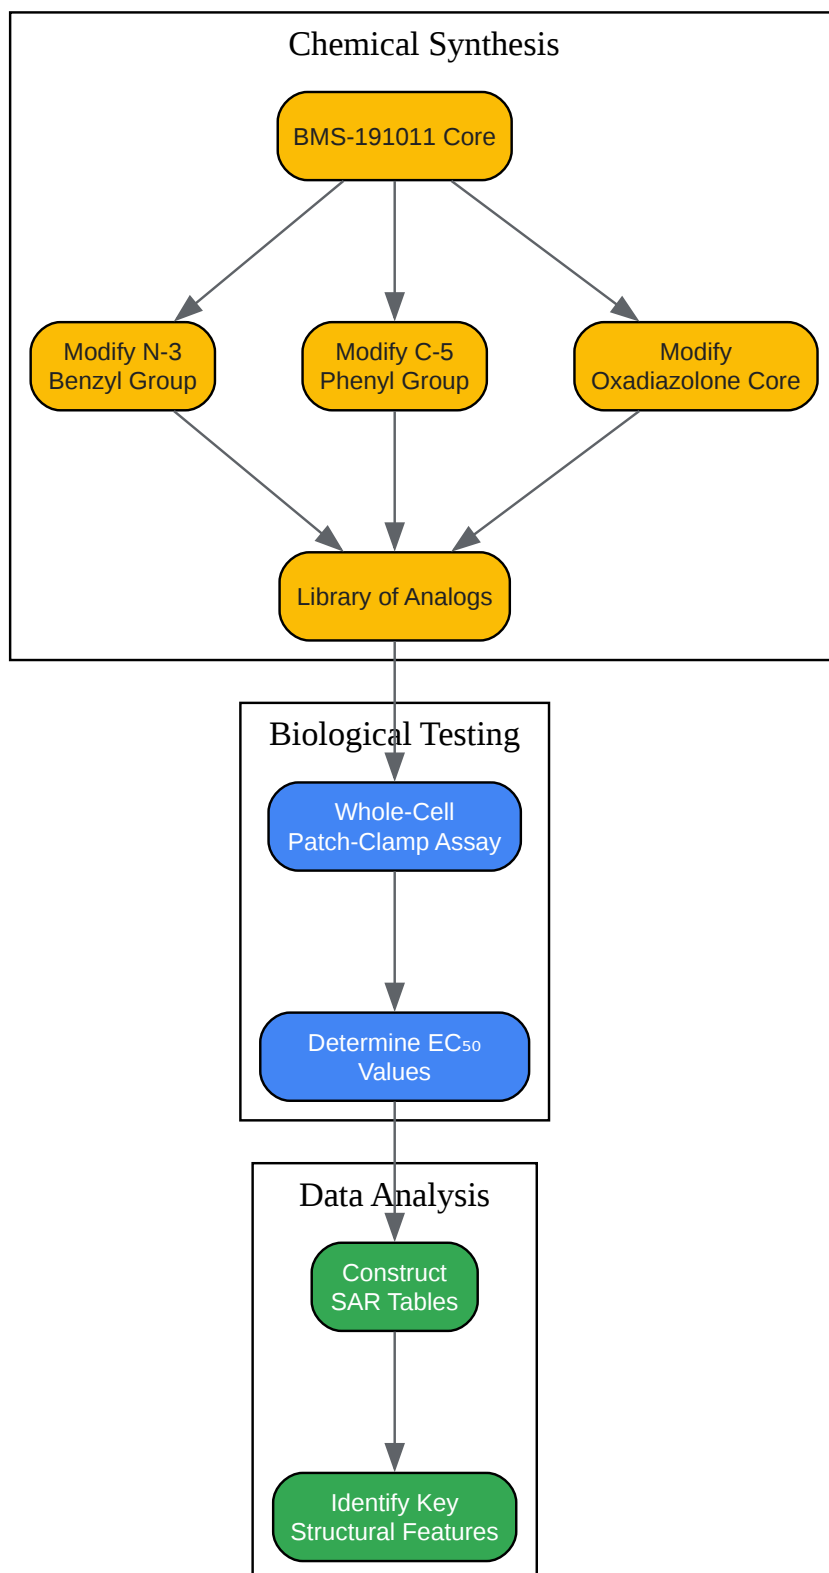 Chemical Synthesis
BMS-191011 Core
Modify N-3
Benzyl Group
Modify C-5
Phenyl Group
Modify
Oxadiazolone Core
Library of Analogs
Biological Testing
Whole-Cell
Patch-Clamp Assay
Determine EC₅₀
Values
Data Analysis
Construct
SAR Tables
Identify Key
Structural Features